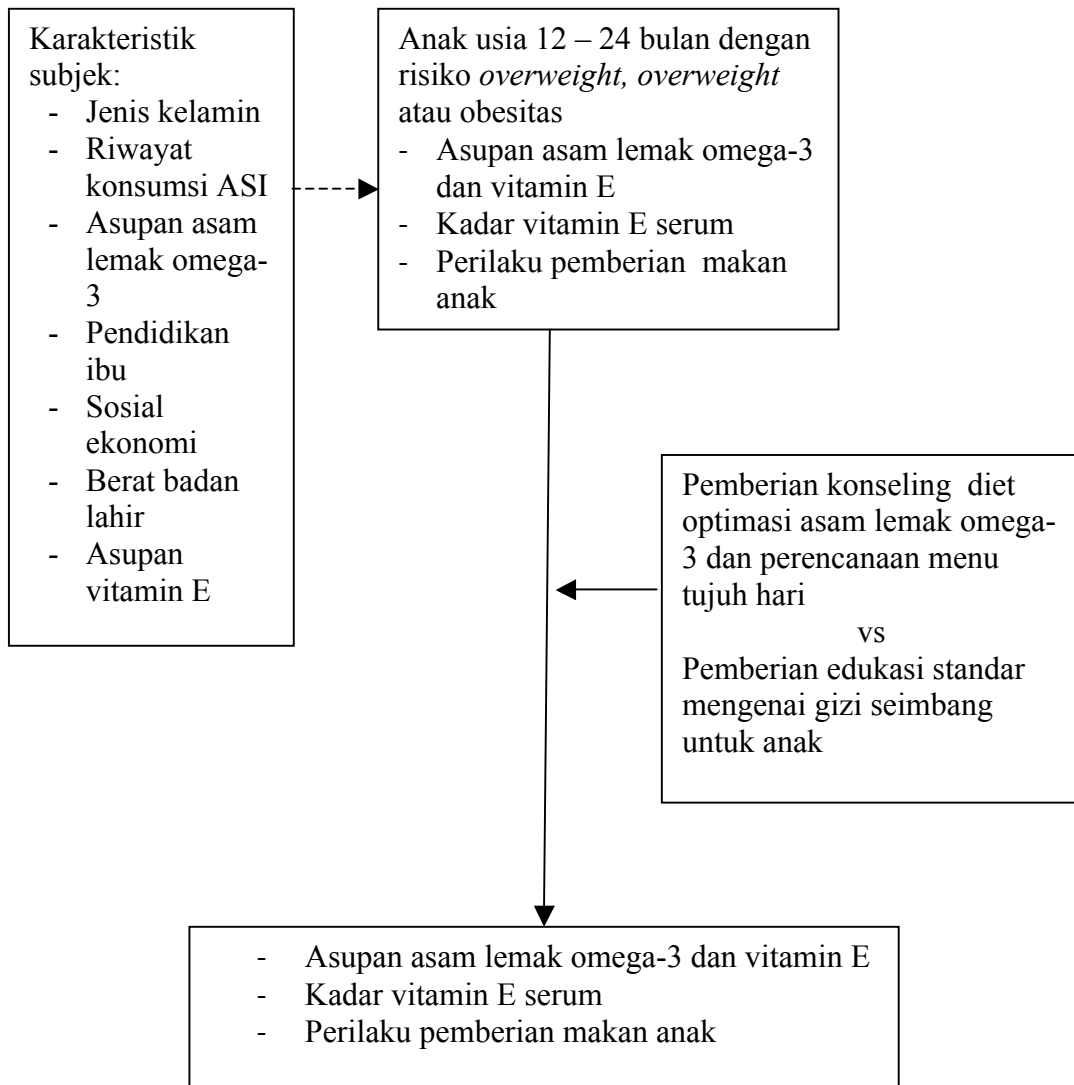 Karakteristik
subjek:
- Jenis kelamin
- Riwayat
konsumsi ASI
- Asupan asam
lemak omega-
3
- Pendidikan
ibu
- Sosial
ekonomi
- Berat badan
lahir
- Asupan
vitamin E
Anak usia 12 – 24 bulan dengan
risiko overweight, overweight
atau obesitas
- Asupan asam lemak omega-3
dan vitamin E
- Kadar vitamin E serum
- Perilaku pemberian makan
anak
Pemberian konseling diet
optimasi asam lemak omega-
3 dan perencanaan menu
tujuh hari
vs
Pemberian edukasi standar
mengenai gizi seimbang
untuk anak
- Asupan asam lemak omega-3 dan vitamin E
- Kadar vitamin E serum
- Perilaku pemberian makan anak